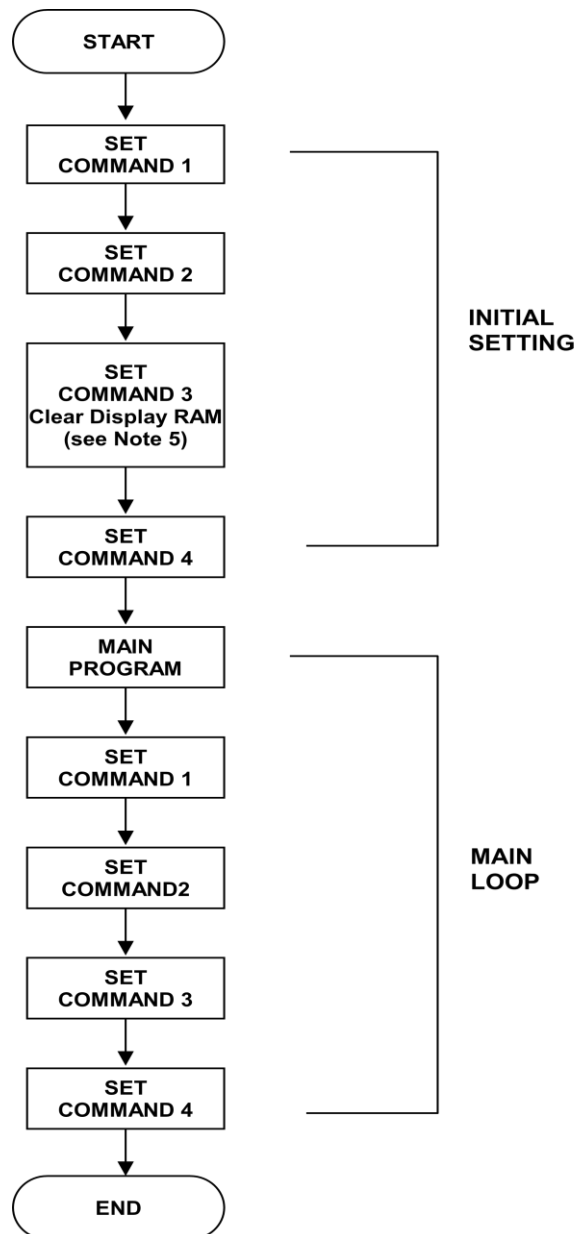 START
SET
COMMAND 1
SET
COMMAND 2
SET
COMMAND 3
Clear Display RAM
(see Note 5)
SET
COMMAND 4
INITIAL
SETTING
MAIN
PROGRAM
SET
COMMAND 1
SET
COMMAND2
SET
COMMAND 3
SET
COMMAND 4
MAIN
LOOP
END